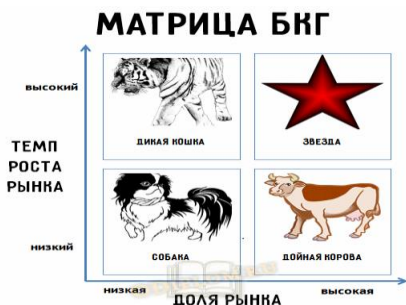 МАТРИЦА БКГ
высокий
ДИКАЯ КОШКА
ЗВЕЗДА
ТЕМП
РОСТА
РЫНКА
низкий
СОБАКА
ДОЙНАЯ КОРОВА
низкая
высокая
ДОЛЯ РЫНКА